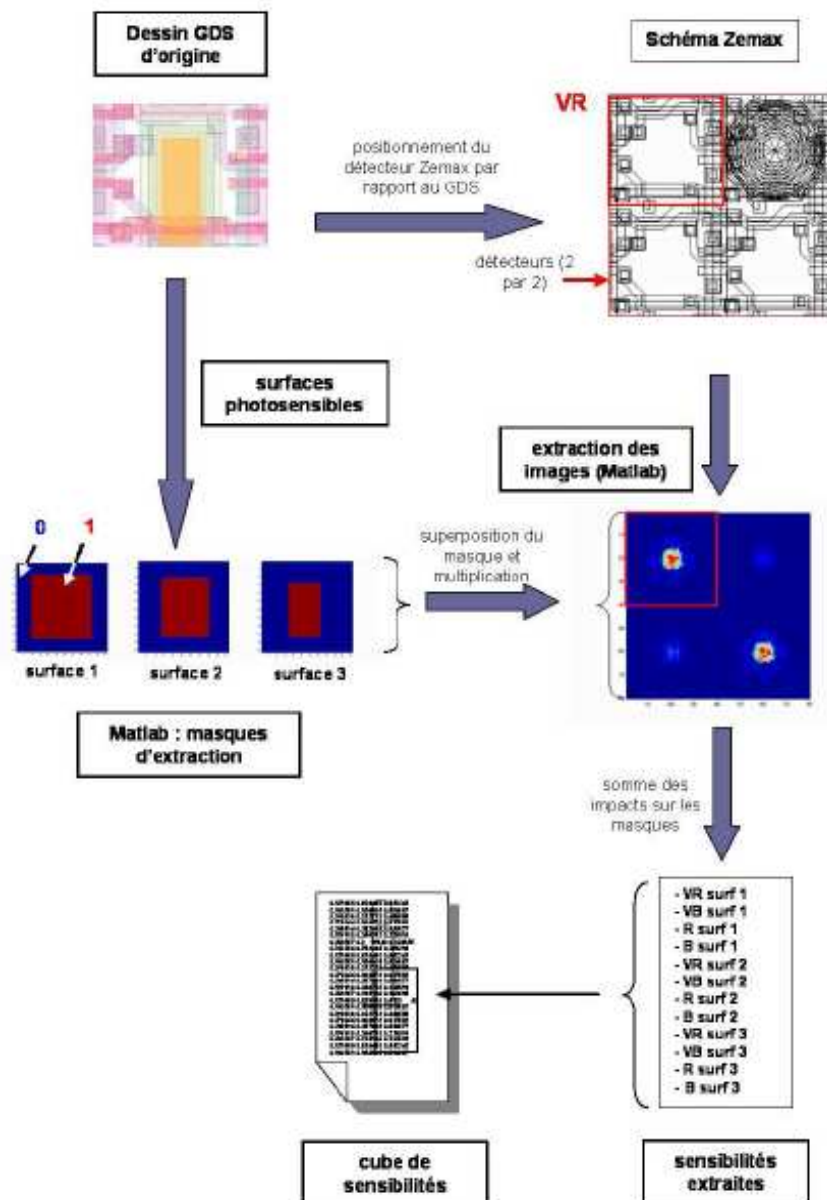 Dessin GDS
d'origine
Schéma Zemax
VR
positionnement du
détecteur Zemax par
rapport au GDS
détecteurs (2
par 2)
surfaces
photosensibles
extraction des
images (Matlab)
0 1
superposition du
masque et
multiplication
surface 1 surface 2 surface 3
Matlab : masques
d'extraction
somme des
impacts sur les
masques
- VR surf 1
- VB surf 1
- R surf 1
- B surf 1
- VR surf 2
- VB surf 2
- R surf 2
- B surf 2
- VR surf 3
- VB surf 3
- R surf 3
- B surf 3
cube de
sensibilités
sensibilités
extraites